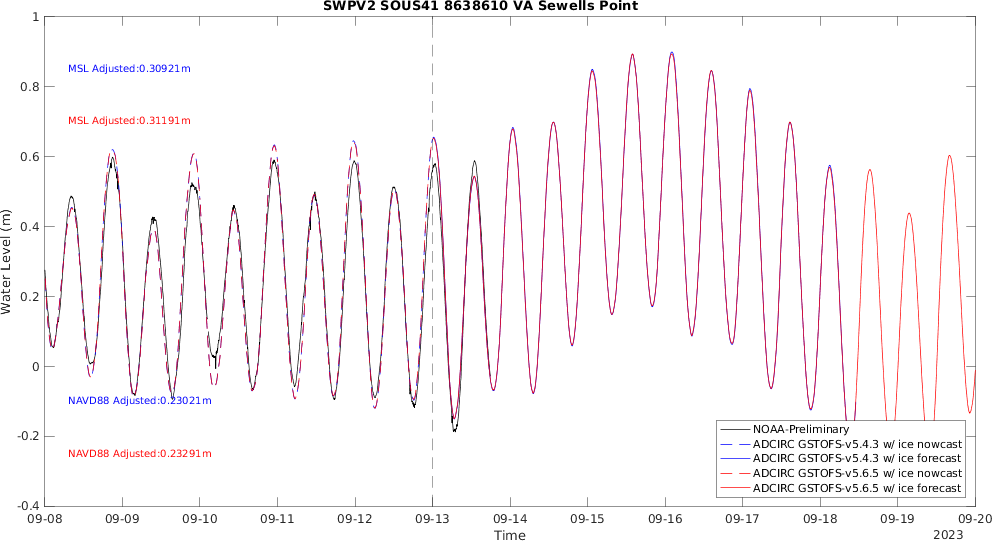 SWPV2 SOUS41 8638610 VA Sewells Point
1
0.8
0.6
0.4
0.2
0
-0.2
-0.4
Water Level (m)
MSL Adjusted:0.30921m
MSL Adjusted:0.31191m
NAVD88 Adjusted:0.23021m
NAVD88 Adjusted:0.23291m
NOAA-Preliminary
ADCIRC GSTOFS-v5.4.3 w/ ice nowcast
ADCIRC GSTOFS-v5.4.3 w/ ice forecast
ADCIRC GSTOFS-v5.6.5 w/ ice nowcast
ADCIRC GSTOFS-v5.6.5 w/ ice forecast
09-08 09-09 09-10 09-11 09-12 09-13 09-14 09-15 09-16 09-17 09-18 09-19 09-20
Time
2023